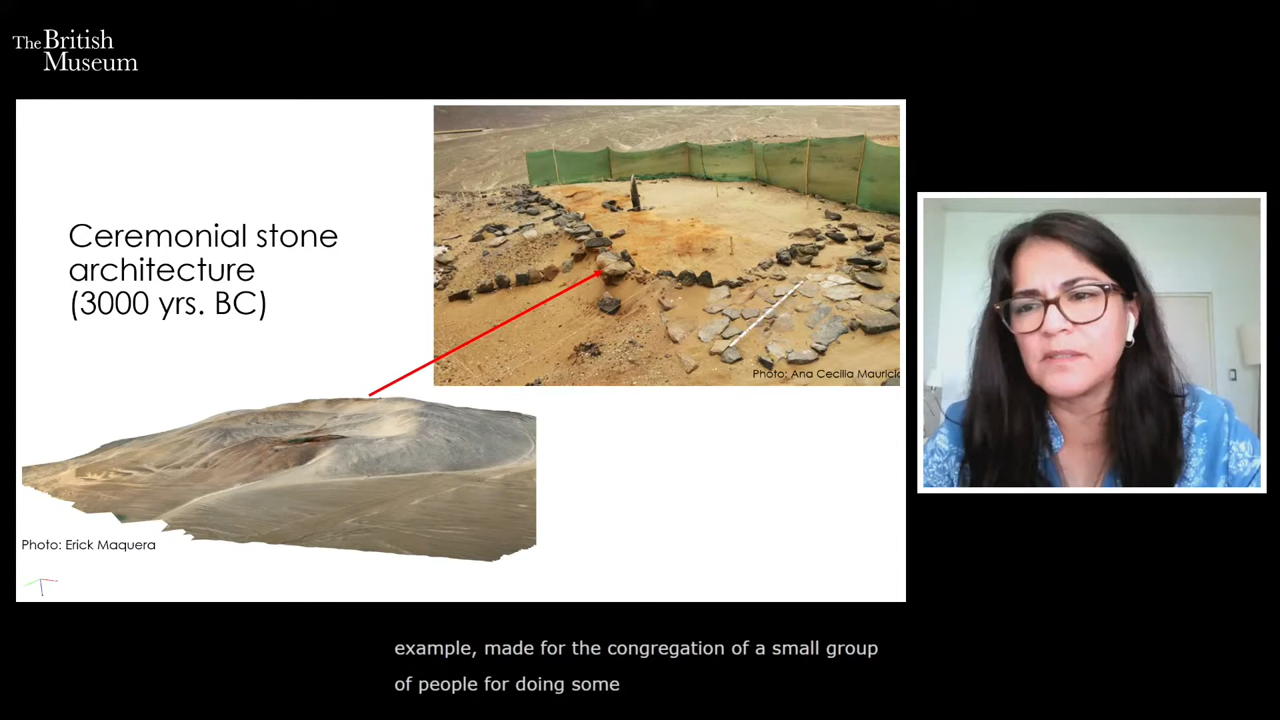 The British
Museum
Ceremonial stone
architecture
(3000 yrs. BC)
Photo: Ana Cecilia Mauricio
Photo: Erick Maquera
example, made for the congregation of a small group
of people for doing some